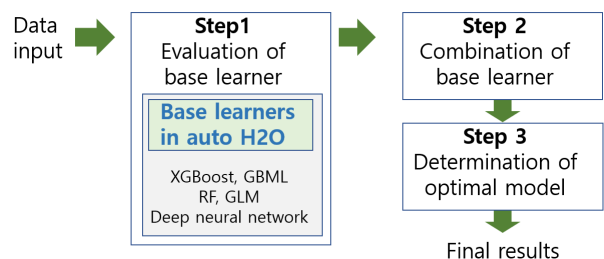 Data
input
Step1
Evaluation of
base learner
Base learners
in auto H2O
XGBoost, GBML
RF, GLM
Deep neural network
Step 2
Combination of
base learner
Step 3
Determination of
optimal model
Final results